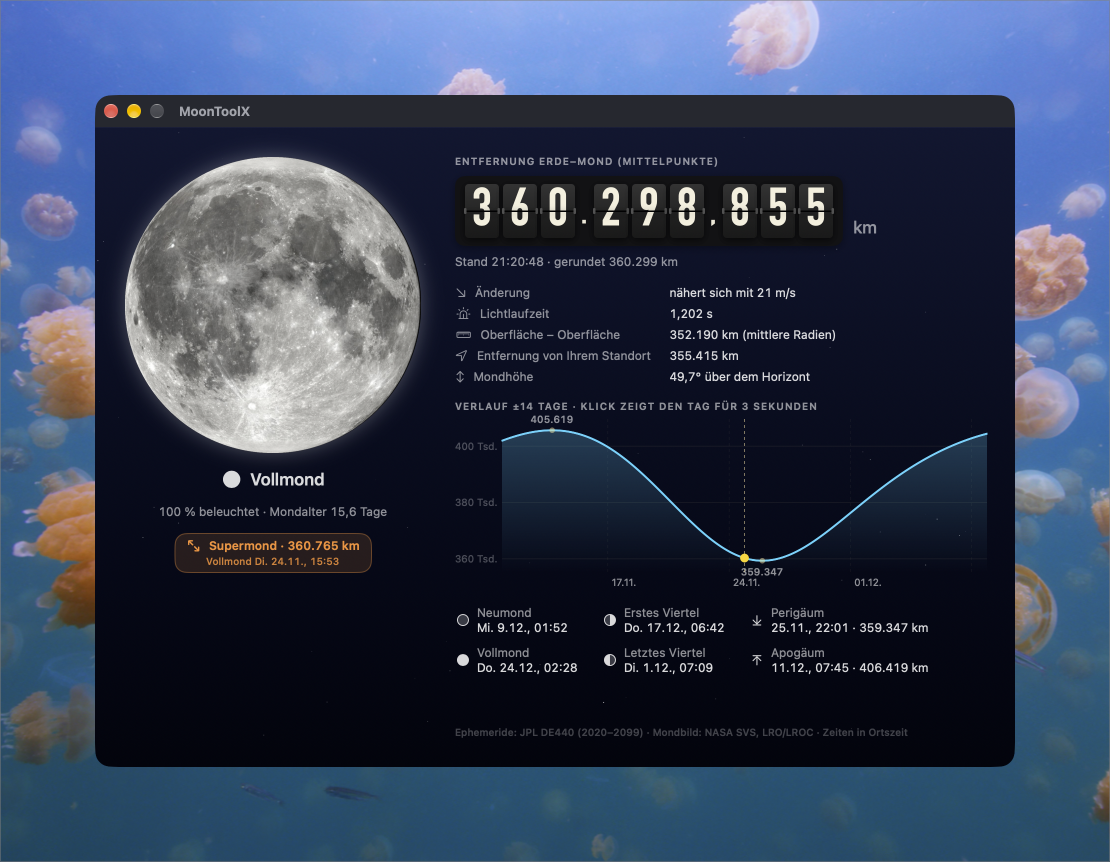 MoonToolX
ENTFERNUNG ERDE–MOND (MITTELPUNKTE)
360.298,855 km
Stand 21:20:48 · gerundet 360.299 km
Änderung nähert sich mit 21 m/s
Lichtlaufzeit 1,202 s
Oberfläche – Oberfläche 352.190 km (mittlere Radien)
Entfernung von Ihrem Standort 355.415 km
Mondhöhe 49,7° über dem Horizont
Vollmond
100 % beleuchtet · Mondalter 15,6 Tage
Supermond · 360.765 km
Vollmond Di. 24.11., 15:53
VERLAUF ±14 TAGE · KLICK ZEIGT DEN TAG FÜR 3 SEKUNDEN
405.619
400 Tsd.
380 Tsd.
360 Tsd.
359.347
17.11. 24.11. 01.12.
Neumond Erstes Viertel Perigäum
Mi. 9.12., 01:52 Do. 17.12., 06:42 25.11., 22:01 · 359.347 km
Vollmond Letztes Viertel Apogäum
Do. 24.12., 02:28 Di. 1.12., 07:09 11.12., 07:45 · 406.419 km
Ephemeride: JPL DE440 (2020–2099) · Mondbild: NASA SVS, LRO/LROC · Zeiten in Ortszeit